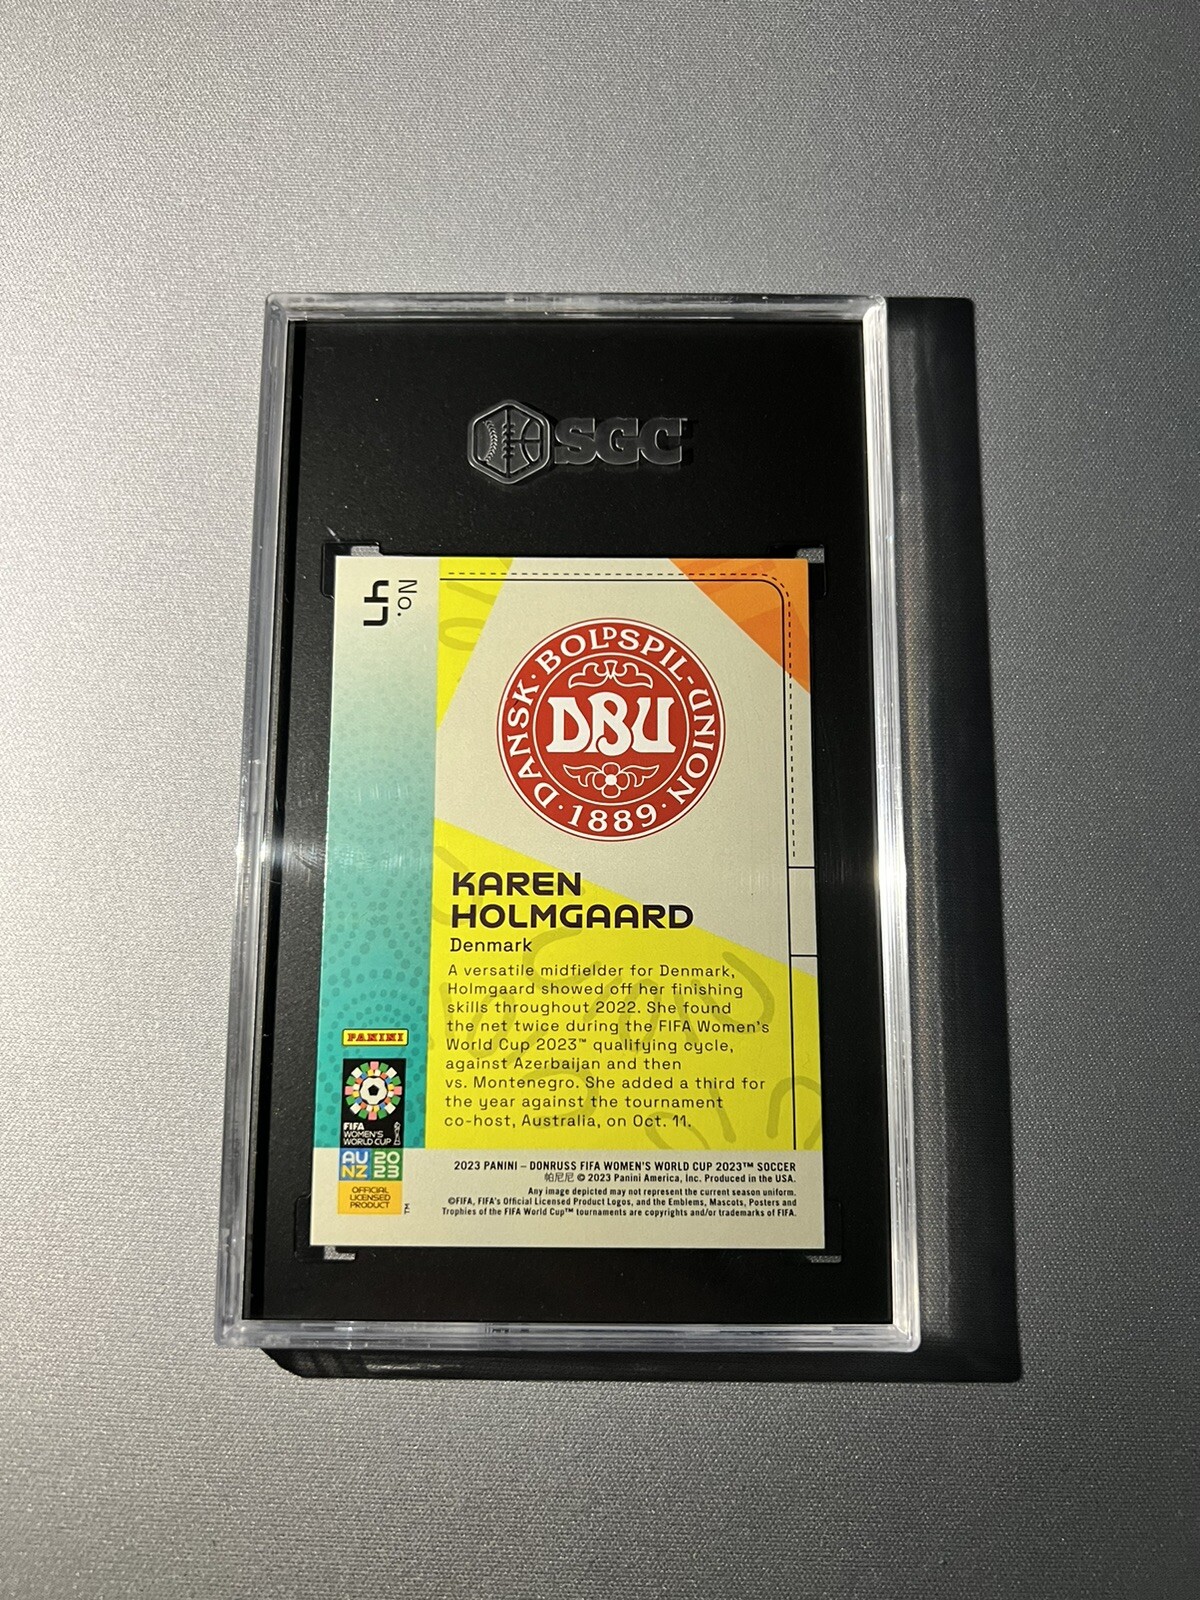 SGC
No.
DANSK · BOLDSPIL-UNION · 1889 ·
DBU
KAREN
HOLMGAARD
Denmark
A versatile midfielder for Denmark,
Holmgaard showed off her finishing
skills throughout 2022. She found
the net twice during the FIFA Women's
World Cup 2023™ qualifying cycle,
against Azerbaijan and then
vs. Montenegro. She added a third for
the year against the tournament
co-host, Australia, on Oct. 11.
PANINI
FIFA
WOMEN'S
WORLD CUP
AU 20
NZ 23
OFFICIAL
LICENSED
PRODUCT
TM
2023 PANINI – DONRUSS FIFA WOMEN'S WORLD CUP 2023™ SOCCER
帕尼尼 © 2023 Panini America, Inc. Produced in the USA.
Any image depicted may not represent the current season uniform.
©FIFA, FIFA's Official Licensed Product Logos, and the Emblems, Mascots, Posters and
Trophies of the FIFA World Cup™ tournaments are copyrights and/or trademarks of FIFA.